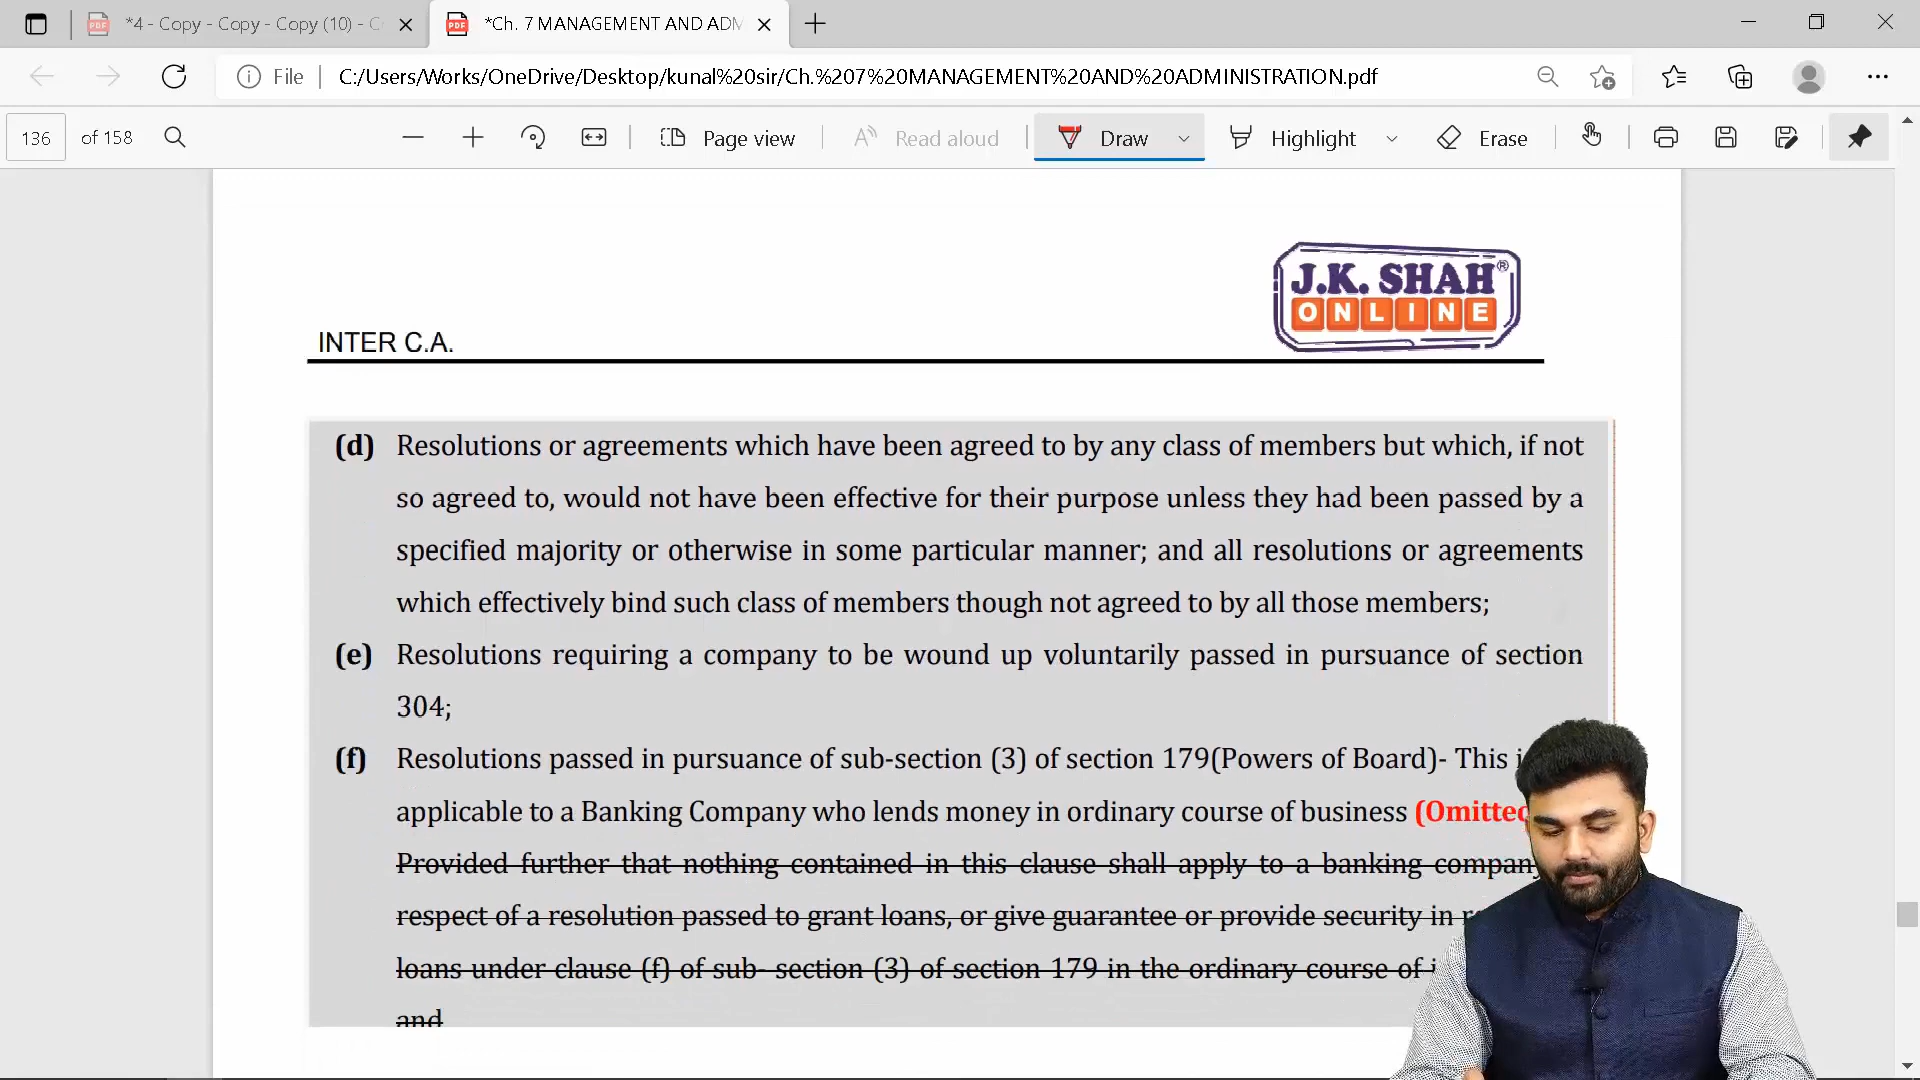 *4 - Copy - Copy - Copy (10) - C
*Ch. 7 MANAGEMENT AND ADM
File
C:/Users/Works/OneDrive/Desktop/kunal%20sir/Ch.%207%20MANAGEMENT%20AND%20ADMINISTRATION.pdf
136 of 158
Page view
Read aloud
Draw
Highlight
Erase
J.K. SHAH®
ONLINE
INTER C.A.
(d) Resolutions or agreements which have been agreed to by any class of members but which, if not
so agreed to, would not have been effective for their purpose unless they had been passed by a
specified majority or otherwise in some particular manner; and all resolutions or agreements
which effectively bind such class of members though not agreed to by all those members;
(e) Resolutions requiring a company to be wound up voluntarily passed in pursuance of section
304;
(f) Resolutions passed in pursuance of sub-section (3) of section 179(Powers of Board)- This
applicable to a Banking Company who lends money in ordinary course of business (Omitted
Provided further that nothing contained in this clause shall apply to a banking company
respect of a resolution passed to grant loans, or give guarantee or provide security in
loans under clause (f) of sub- section (3) of section 179 in the ordinary course of
and